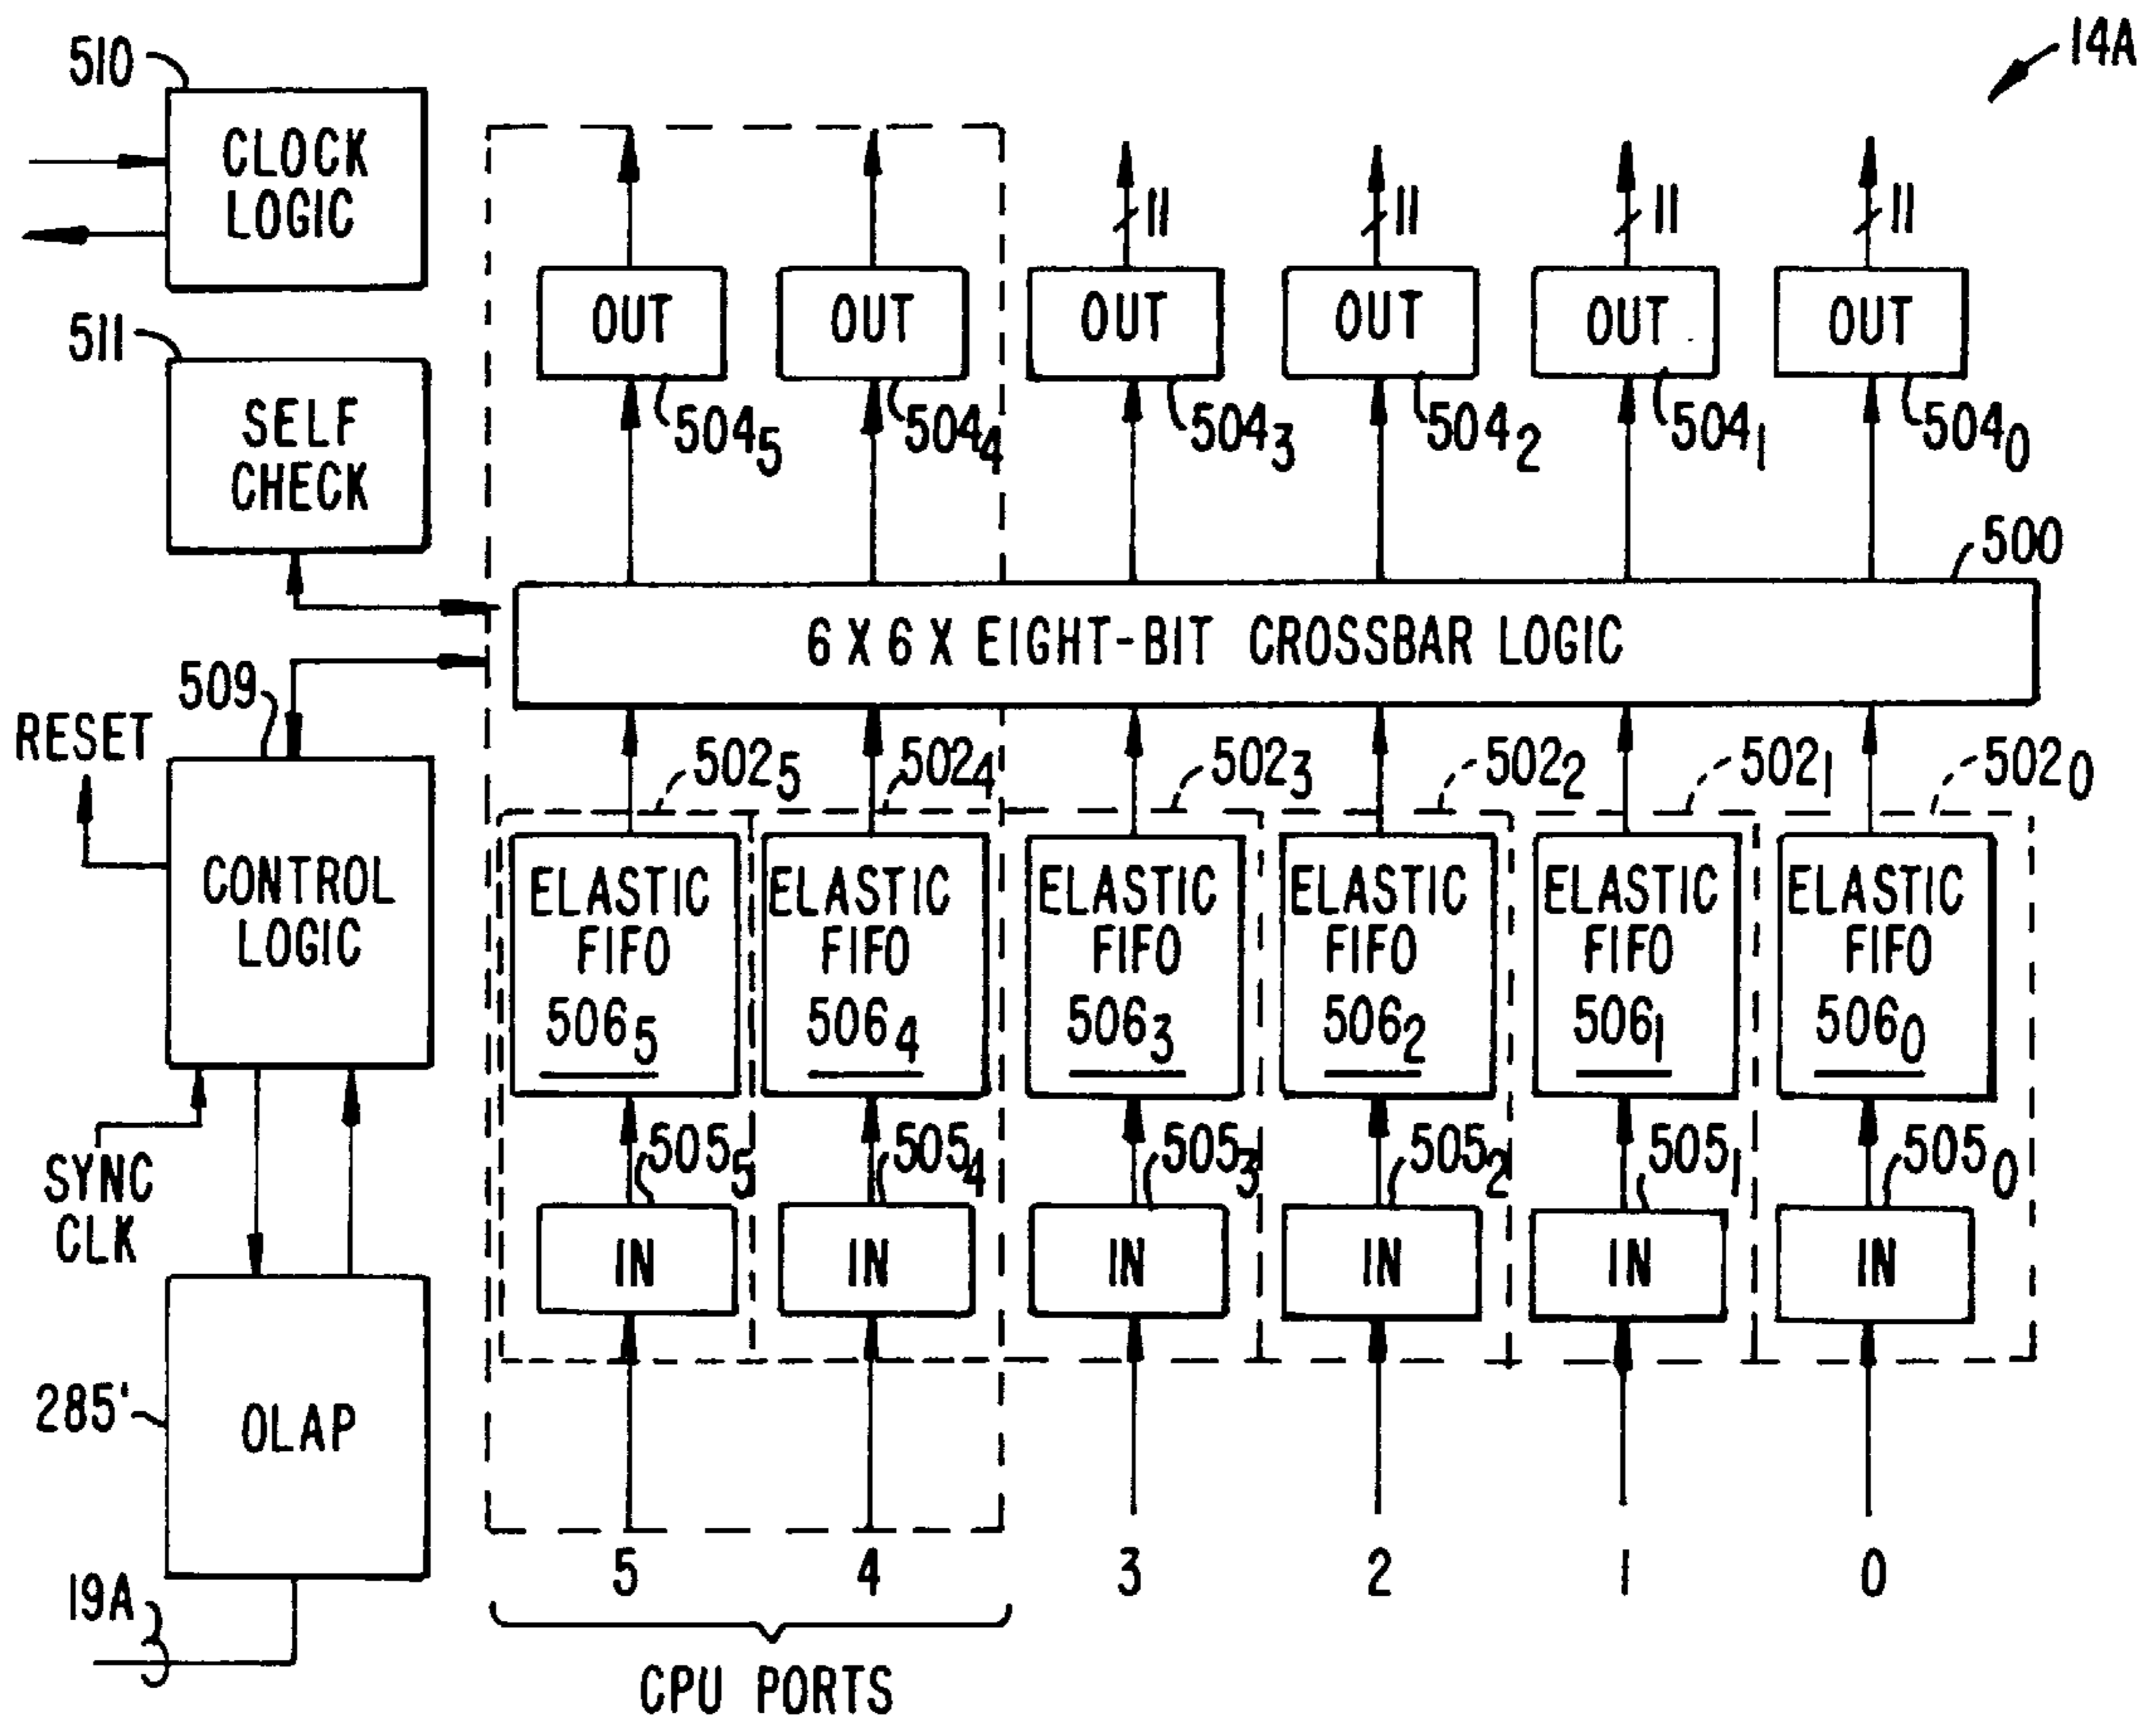 14A
510
CLOCK
LOGIC
11 11 11 11
511
SELF
CHECK
OUT OUT OUT OUT OUT OUT
504₅ 504₄ 504₃ 504₂ 504₁ 504₀
500
6 X 6 X EIGHT-BIT CROSSBAR LOGIC
509
RESET
CONTROL
LOGIC
502₅ 502₄ 502₃ 502₂ 502₁ 502₀
ELASTIC FIFO 506₅
ELASTIC FIFO 506₄
ELASTIC FIFO 506₃
ELASTIC FIFO 506₂
ELASTIC FIFO 506₁
ELASTIC FIFO 506₀
SYNC
CLK
505₅ 505₄ 505₃ 505₂ 505₁ 505₀
IN IN IN IN IN IN
285'
OLAP
19A
5 4 3 2 1 0
CPU PORTS